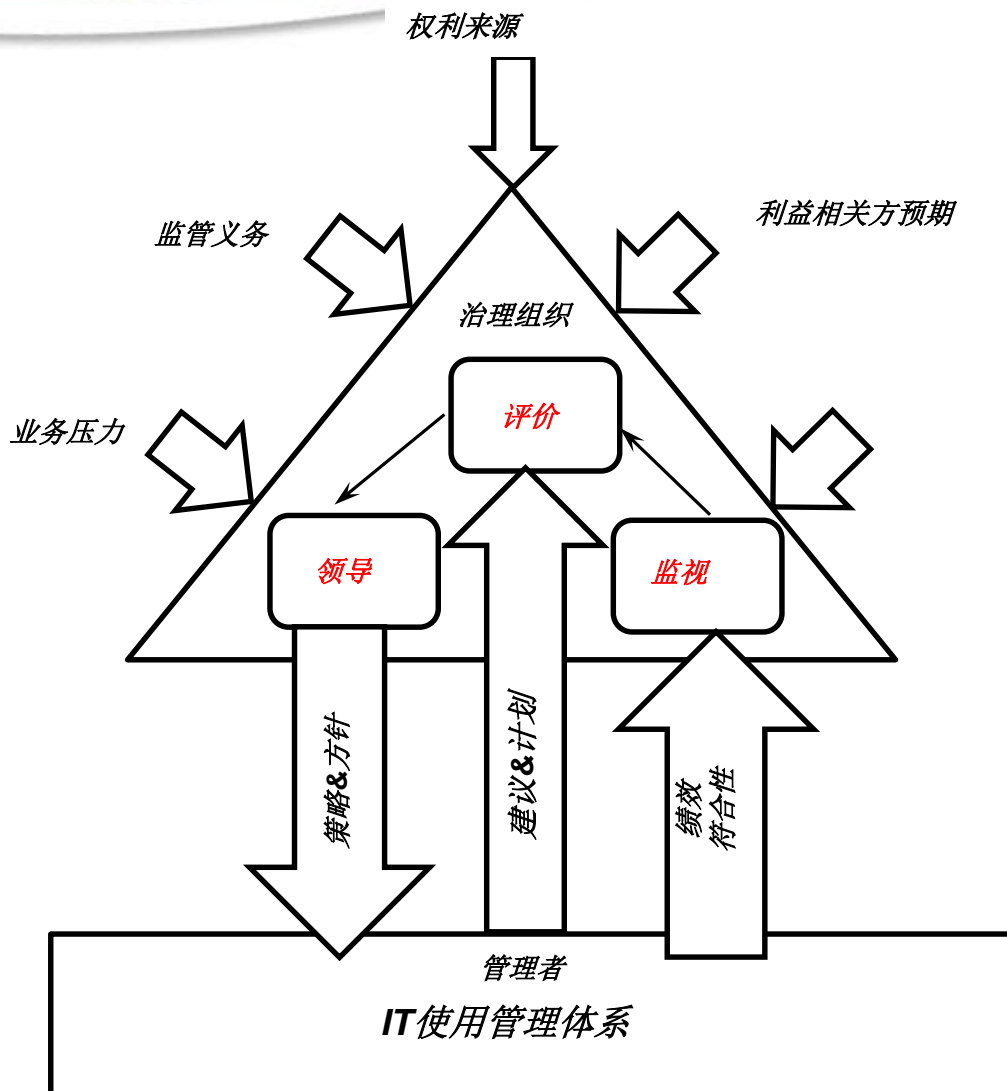 权利来源
监管义务
利益相关方预期
治理组织
评价
业务压力
领导
监视
策略&方针
建议&计划
绩效
符合性
管理者
IT使用管理体系